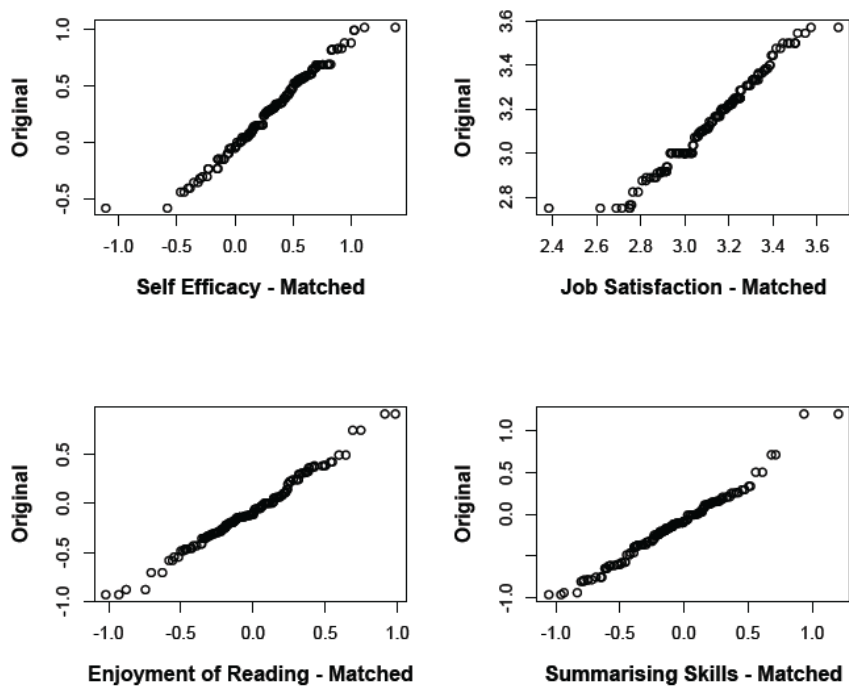 Original
1.0
0.5
0.0
-0.5
-1.0 -0.5 0.0 0.5 1.0
Self Efficacy - Matched
Original
3.6
3.4
3.2
3.0
2.8
2.4 2.6 2.8 3.0 3.2 3.4 3.6
Job Satisfaction - Matched
Original
0.5
0.0
-0.5
-1.0
-1.0 -0.5 0.0 0.5 1.0
Enjoyment of Reading - Matched
Original
1.0
0.5
0.0
-1.0
-1.0 -0.5 0.0 0.5 1.0
Summarising Skills - Matched